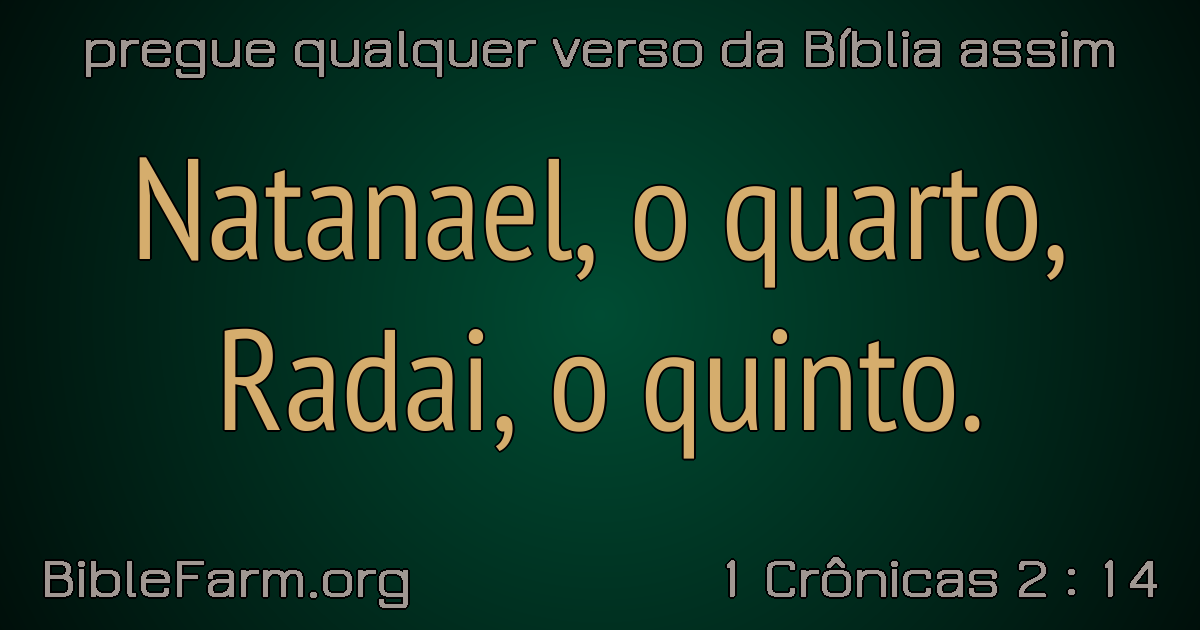 pregue qualquer verso da Bíblia assim
Natanael, o quarto,
Radai, o quinto.
BibleFarm.org
1 Crônicas 2 : 14